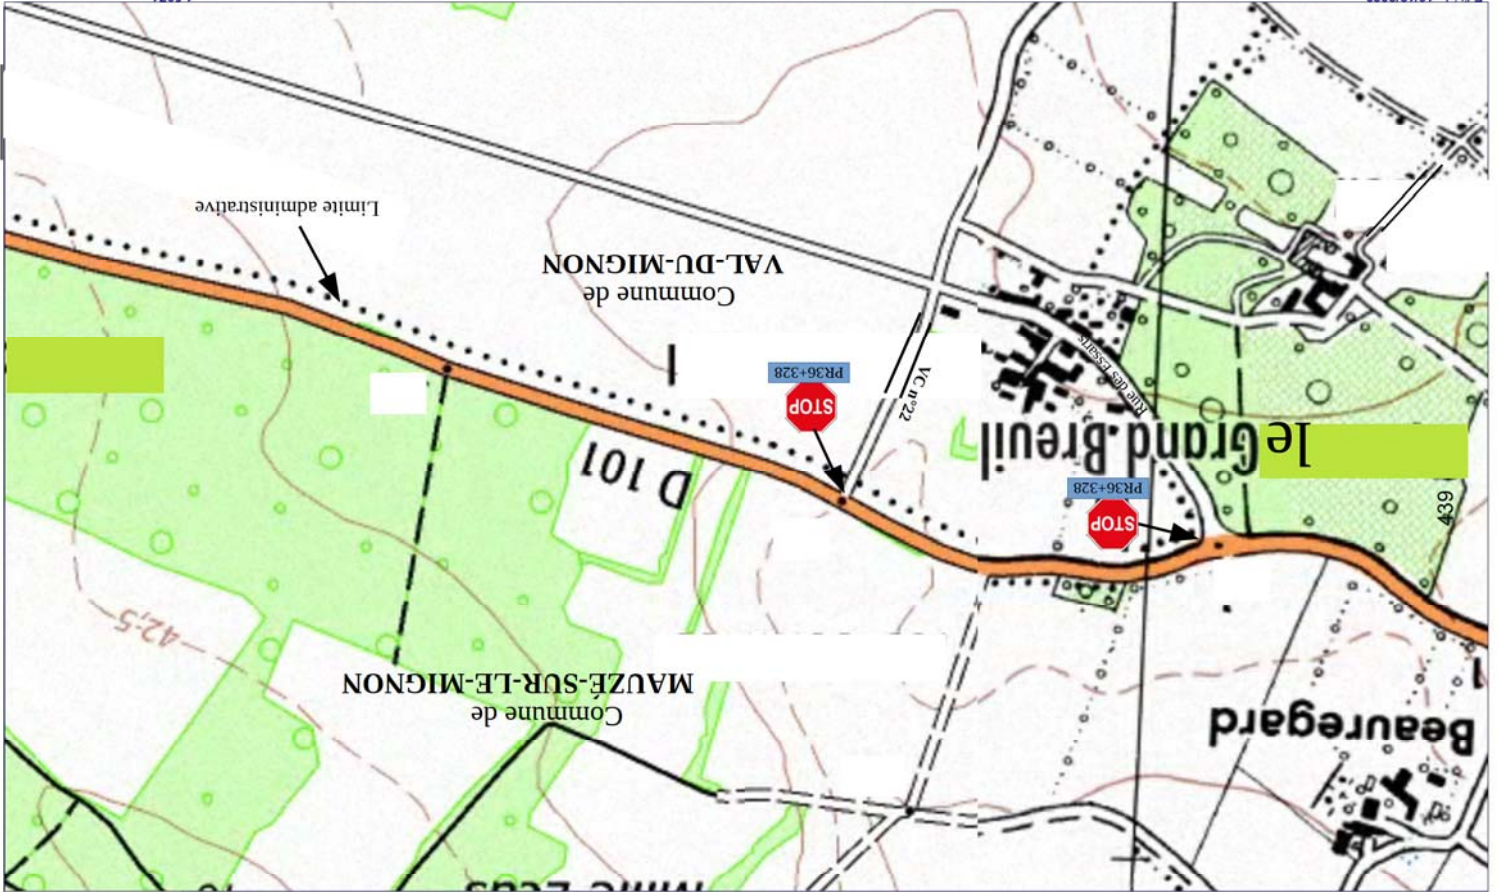 Beauregard
Commune de
MAUZÉ-SUR-LE-MIGNON
42,5
439
STOP
PR36+328
D 101
le Grand Breuil
Rue des Essarts
VC n°22
STOP
PR36+328
Commune de
VAL-DU-MIGNON
Limite administrative